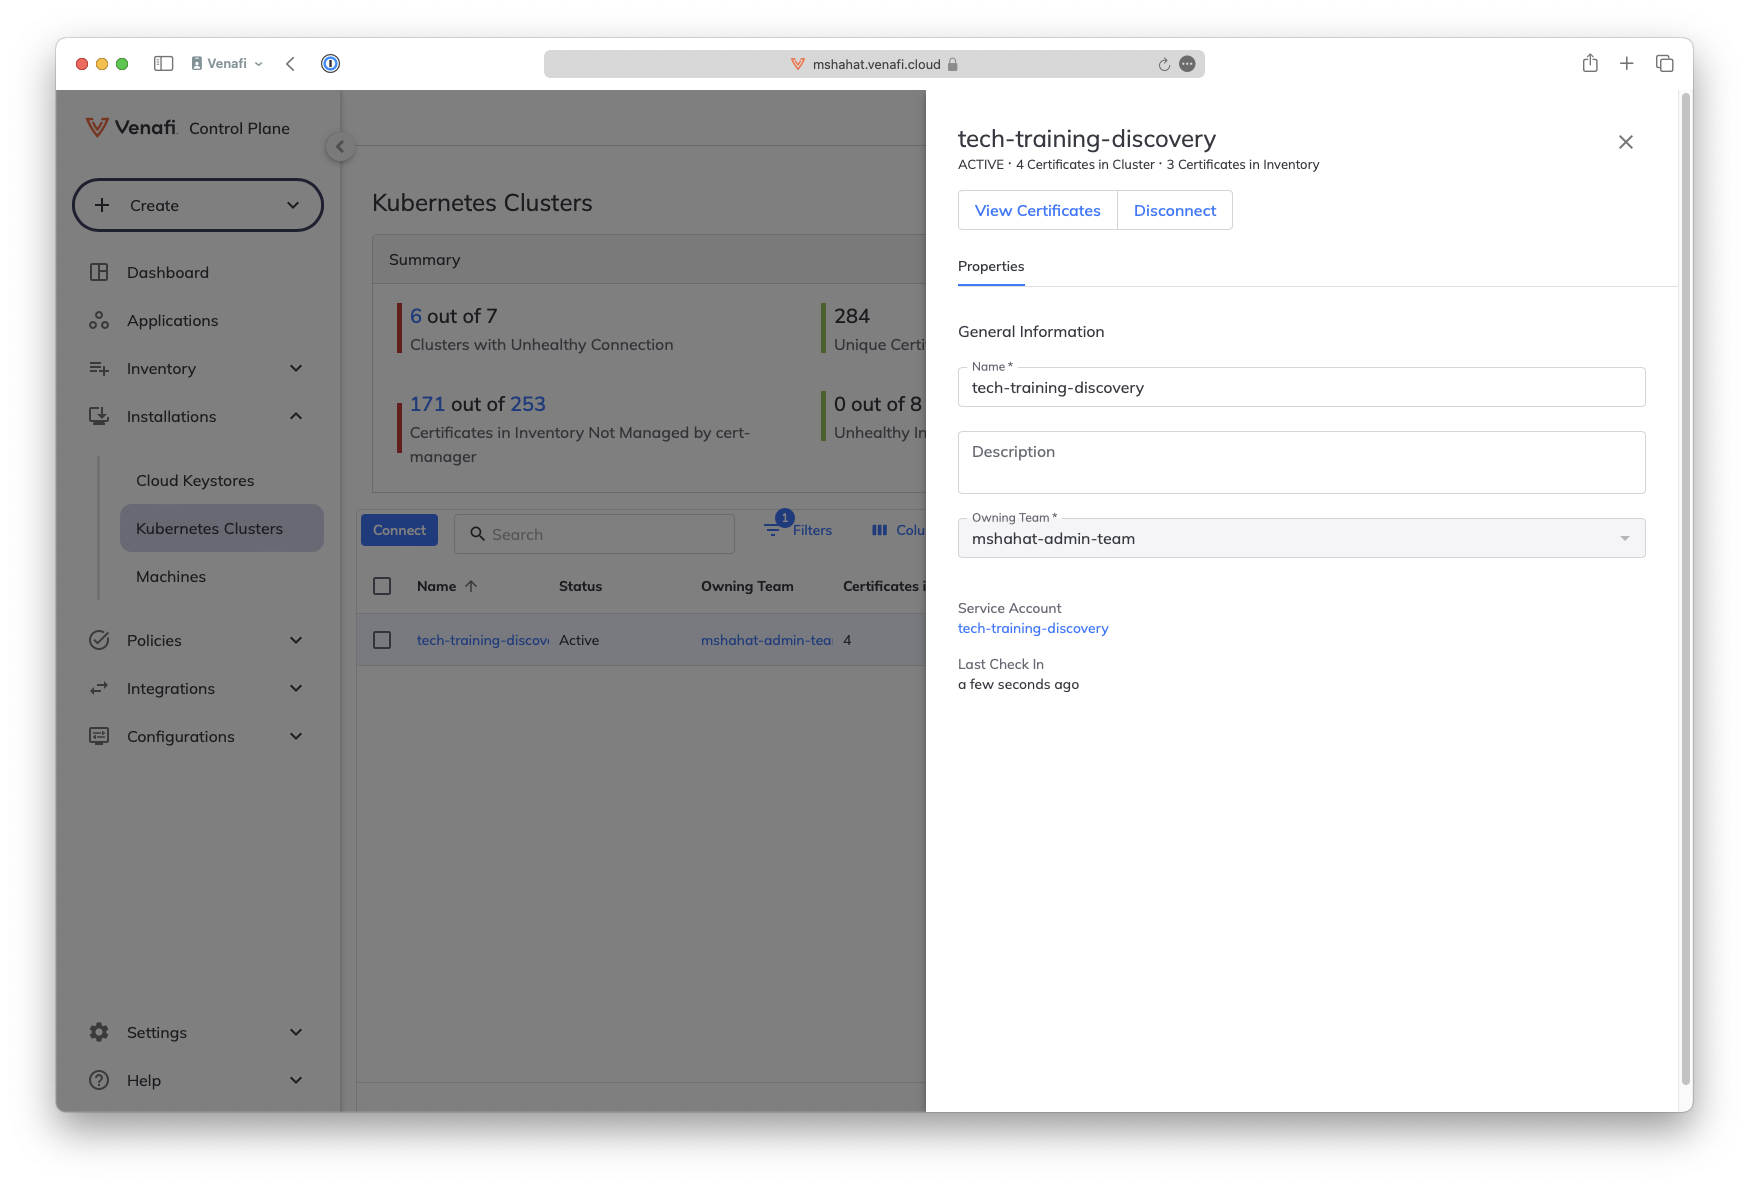 Venafi
mshahat.venafi.cloud
Venafi Control Plane
Create
Dashboard
Applications
Inventory
Installations
Cloud Keystores
Kubernetes Clusters
Machines
Policies
Integrations
Configurations
Settings
Help
Kubernetes Clusters
Summary
6 out of 7
Clusters with Unhealthy Connection
284
Unique Certi
171 out of 253
Certificates in Inventory Not Managed by cert-
manager
0 out of 8
Unhealthy In
Connect
Search
1
Filters
Colu
Name Status Owning Team Certificates i
tech-training-discov Active mshahat-admin-tea 4
tech-training-discovery
ACTIVE · 4 Certificates in Cluster · 3 Certificates in Inventory
View Certificates Disconnect
Properties
General Information
Name *
tech-training-discovery
Description
Owning Team *
mshahat-admin-team
Service Account
tech-training-discovery
Last Check In
a few seconds ago